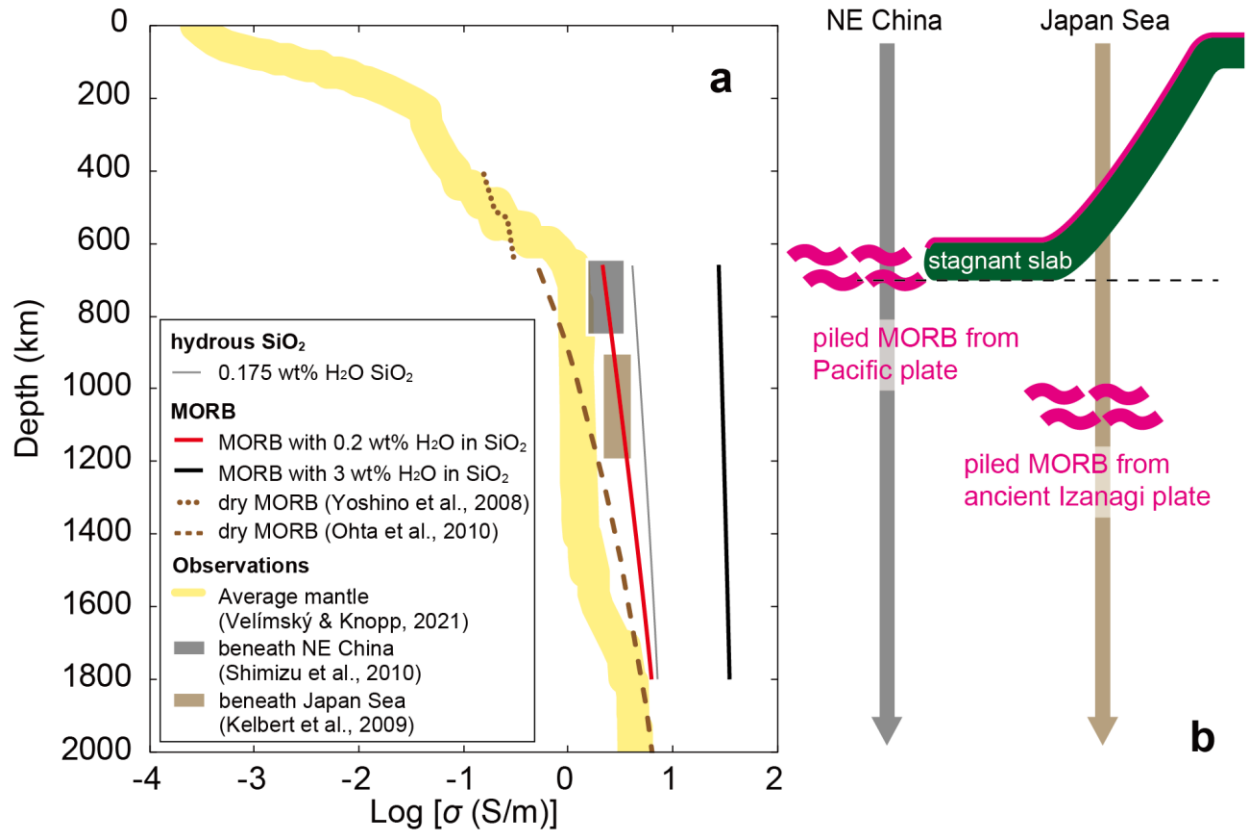 a
0
200
400
600
800
1000
1200
1400
1600
1800
2000
Depth (km)
-4
-3
-2
-1
0
1
2
Log [σ (S/m)]
hydrous SiO₂
0.175 wt% H₂O SiO₂
MORB
MORB with 0.2 wt% H₂O in SiO₂
MORB with 3 wt% H₂O in SiO₂
dry MORB (Yoshino et al., 2008)
dry MORB (Ohta et al., 2010)
Observations
Average mantle
(Velímský & Knopp, 2021)
beneath NE China
(Shimizu et al., 2010)
beneath Japan Sea
(Kelbert et al., 2009)
NE China
Japan Sea
stagnant slab
piled MORB from
Pacific plate
piled MORB from
ancient Izanagi plate
b